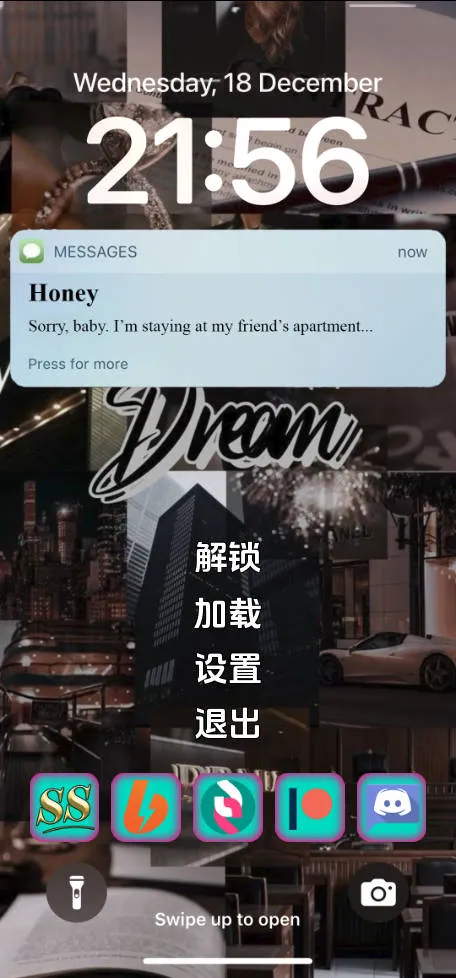 Wednesday, 18 December
CONTRAC
21:56
MESSAGES
now
Honey
Sorry, baby. I’m staying at my friend’s apartment...
Press for more
Dream
解锁
加载
设置
退出
SS
Swipe up to open